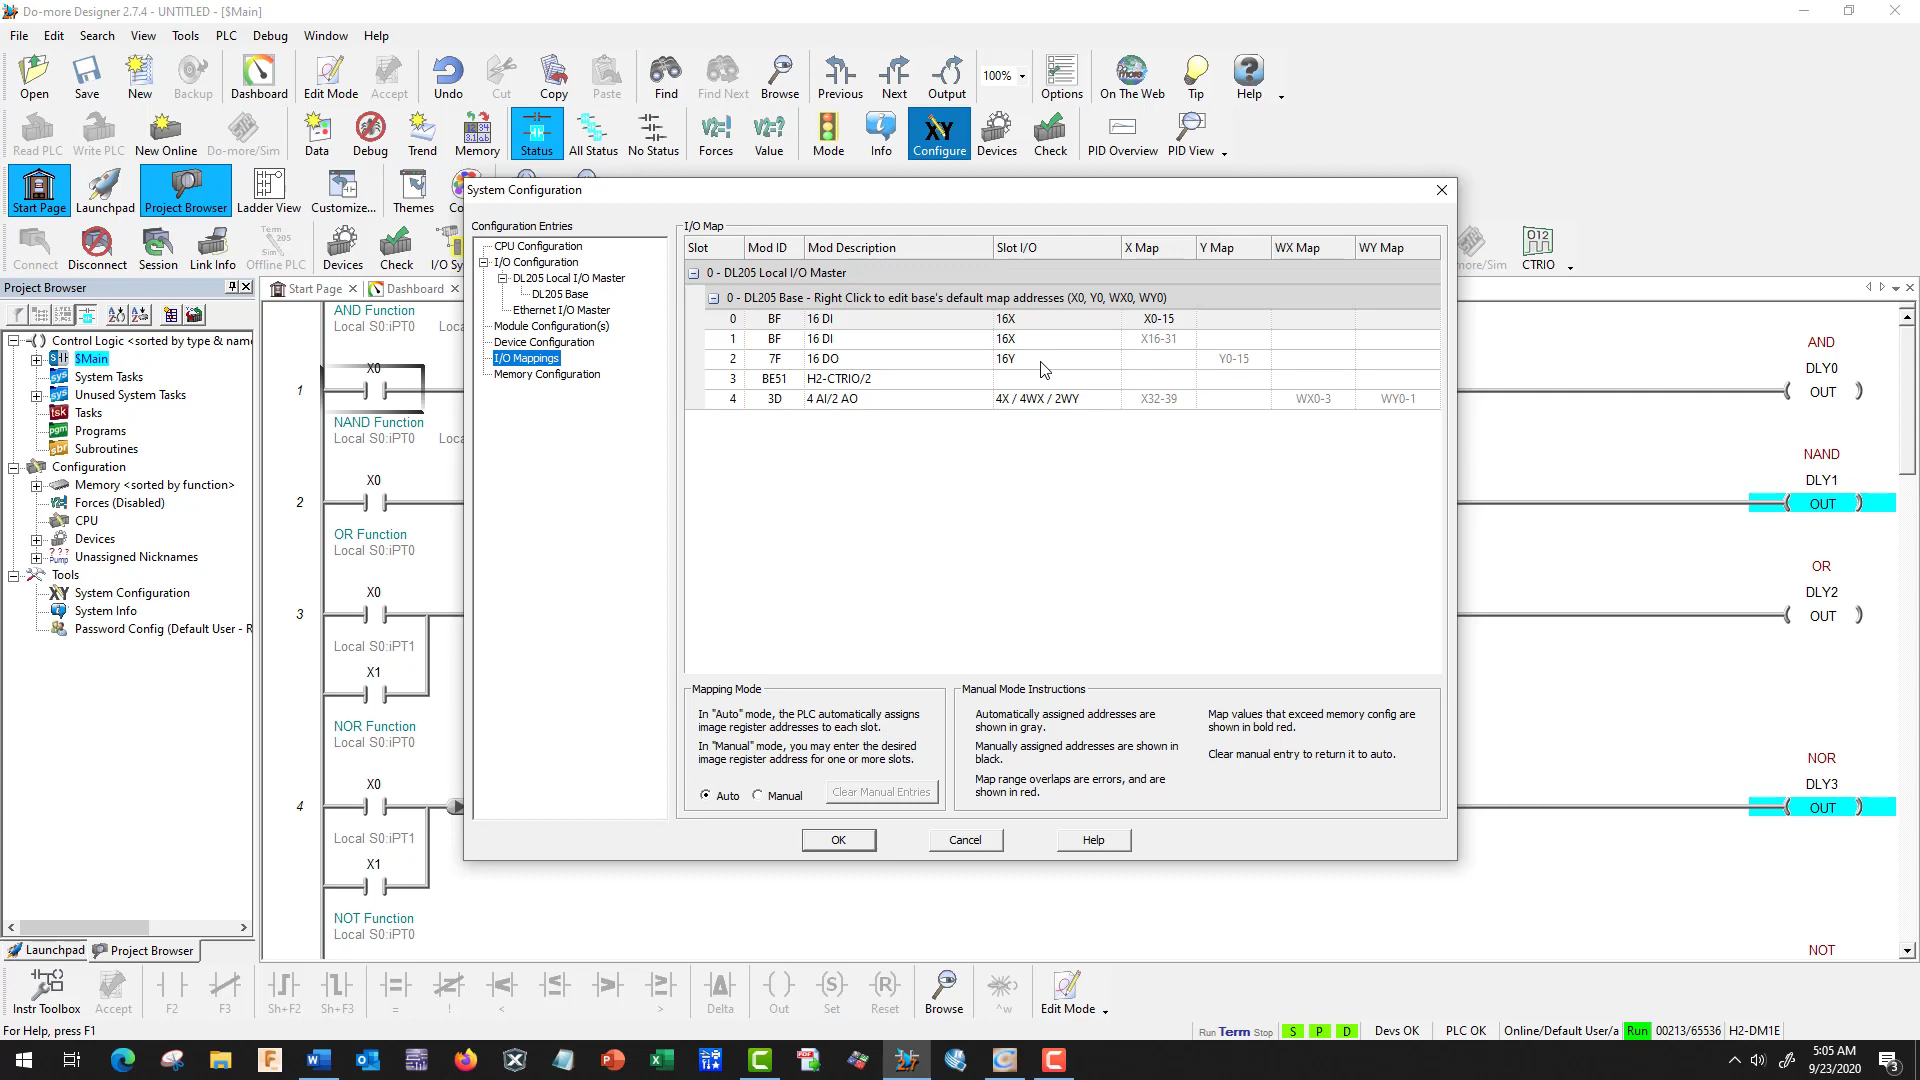 Do-more Designer 2.7.4 - UNTITLED - [$Main]
File Edit Search View Tools PLC Debug Window Help
Open Save New Backup Dashboard Edit Mode Accept Undo Cut Copy Paste Find Find Next Browse Previous Next Output 100% Options On The Web Tip Help
Read PLC Write PLC New Online Do-more/Sim Data Debug Trend Memory Status All Status No Status Forces Value Mode Info Configure Devices Check PID Overview PID View
Start Page Launchpad Project Browser Ladder View Customize... Themes Co
Connect Disconnect Session Link Info Offline PLC Devices Check I/O Sy more/Sim CTRIO
Project Browser
Start Page Dashboard
Control Logic <sorted by type & name
$Main
System Tasks
Unused System Tasks
Tasks
Programs
Subroutines
Configuration
Memory <sorted by function>
Forces (Disabled)
CPU
Devices
Unassigned Nicknames
Tools
System Configuration
System Info
Password Config (Default User - R
Launchpad Project Browser
AND Function
Local S0:iPT0 Loca
X0
1
NAND Function
Local S0:iPT0 Loca
X0
2
OR Function
Local S0:iPT0
X0
3
Local S0:iPT1
X1
NOR Function
Local S0:iPT0
X0
4
Local S0:iPT1
X1
NOT Function
Local S0:iPT0
AND
DLY0
OUT
NAND
DLY1
OUT
OR
DLY2
OUT
NOR
DLY3
OUT
NOT
System Configuration
Configuration Entries
CPU Configuration
I/O Configuration
DL205 Local I/O Master
DL205 Base
Ethernet I/O Master
Module Configuration(s)
Device Configuration
I/O Mappings
Memory Configuration
I/O Map
Slot Mod ID Mod Description Slot I/O X Map Y Map WX Map WY Map
0 - DL205 Local I/O Master
0 - DL205 Base - Right Click to edit base's default map addresses (X0, Y0, WX0, WY0)
0 BF 16 DI 16X X0-15
1 BF 16 DI 16X X16-31
2 7F 16 DO 16Y Y0-15
3 BE51 H2-CTRIO/2
4 3D 4 AI/2 AO 4X / 4WX / 2WY X32-39 WX0-3 WY0-1
Mapping Mode
In "Auto" mode, the PLC automatically assigns
image register addresses to each slot.
In "Manual" mode, you may enter the desired
image register address for one or more slots.
Auto Manual Clear Manual Entries
Manual Mode Instructions
Automatically assigned addresses are
shown in gray.
Manually assigned addresses are shown in
black.
Map range overlaps are errors, and are
shown in red.
Map values that exceed memory config are
shown in bold red.
Clear manual entry to return it to auto.
OK Cancel Help
Instr Toolbox Accept F2 F3 Sh+F2 Sh+F3 = ! < > Delta Out Set Reset Browse ^w Edit Mode
For Help, press F1
Run Term Stop S P D Devs OK PLC OK Online/Default User/a Run 00213/65536 H2-DM1E
5:05 AM
9/23/2020
3